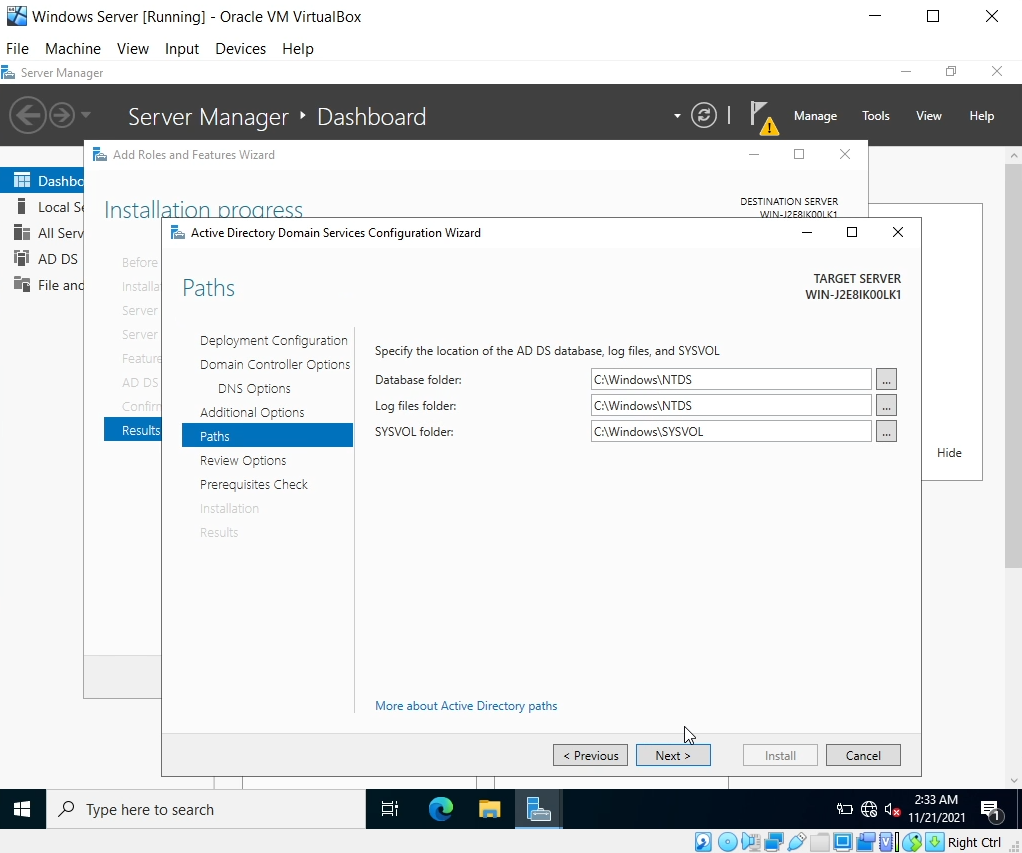 Windows Server [Running] - Oracle VM VirtualBox
File Machine View Input Devices Help
Server Manager
Server Manager Dashboard
Manage Tools View Help
Add Roles and Features Wizard
Dashbo
Local Se
All Serv
AD DS
File and
Installation progress
DESTINATION SERVER
WIN-J2E8IK00LK1
Before
Installa
Server
Server
Feature
AD DS
Confirm
Results
Hide
Active Directory Domain Services Configuration Wizard
Paths
TARGET SERVER
WIN-J2E8IK00LK1
Deployment Configuration
Domain Controller Options
DNS Options
Additional Options
Paths
Review Options
Prerequisites Check
Installation
Results
Specify the location of the AD DS database, log files, and SYSVOL
Database folder: C:\Windows\NTDS ...
Log files folder: C:\Windows\NTDS ...
SYSVOL folder: C:\Windows\SYSVOL ...
More about Active Directory paths
< Previous Next > Install Cancel
Type here to search
2:33 AM
11/21/2021
1
Right Ctrl